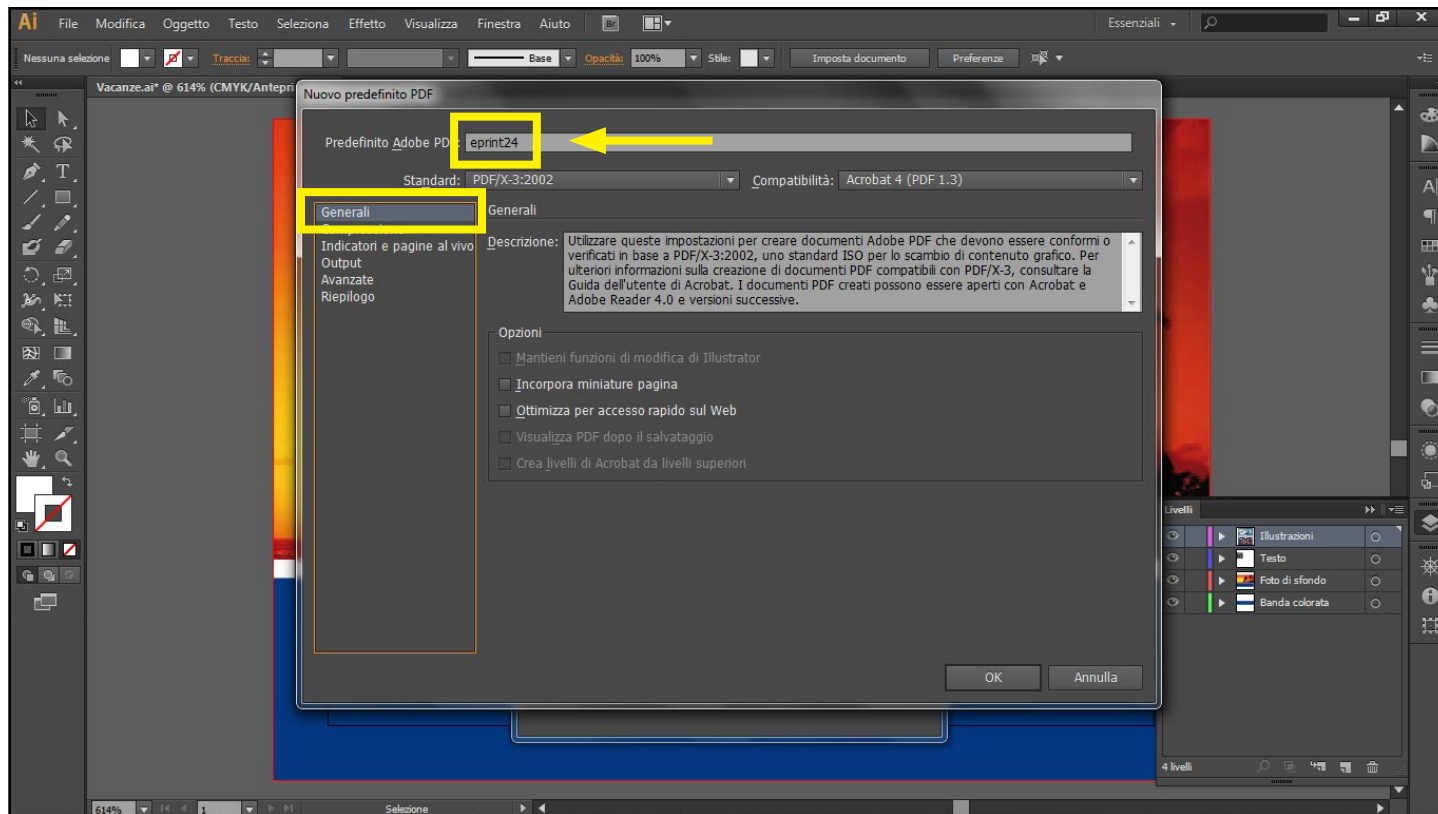 Ai File Modifica Oggetto Testo Seleziona Effetto Visualizza Finestra Aiuto Br Essenziali
Nessuna selezione Traccia: Base Opacità: 100% Stile: Imposta documento Preferenze
Vacanze.ai* @ 614% (CMYK/Antepri
Nuovo predefinito PDF
Predefinito Adobe PDF: eprint24
Standard: PDF/X-3:2002 Compatibilità: Acrobat 4 (PDF 1.3)
Generali
Indicatori e pagine al vivo
Output
Avanzate
Riepilogo
Generali
Descrizione: Utilizzare queste impostazioni per creare documenti Adobe PDF che devono essere conformi o
verificati in base a PDF/X-3:2002, uno standard ISO per lo scambio di contenuto grafico. Per
ulteriori informazioni sulla creazione di documenti PDF compatibili con PDF/X-3, consultare la
Guida dell'utente di Acrobat. I documenti PDF creati possono essere aperti con Acrobat e
Adobe Reader 4.0 e versioni successive.
Opzioni
Mantieni funzioni di modifica di Illustrator
Incorpora miniature pagina
Ottimizza per accesso rapido sul Web
Visualizza PDF dopo il salvataggio
Crea livelli di Acrobat da livelli superiori
OK Annulla
Livelli
Illustrazioni
Testo
Foto di sfondo
Banda colorata
4 livelli
614% 1 Selezione